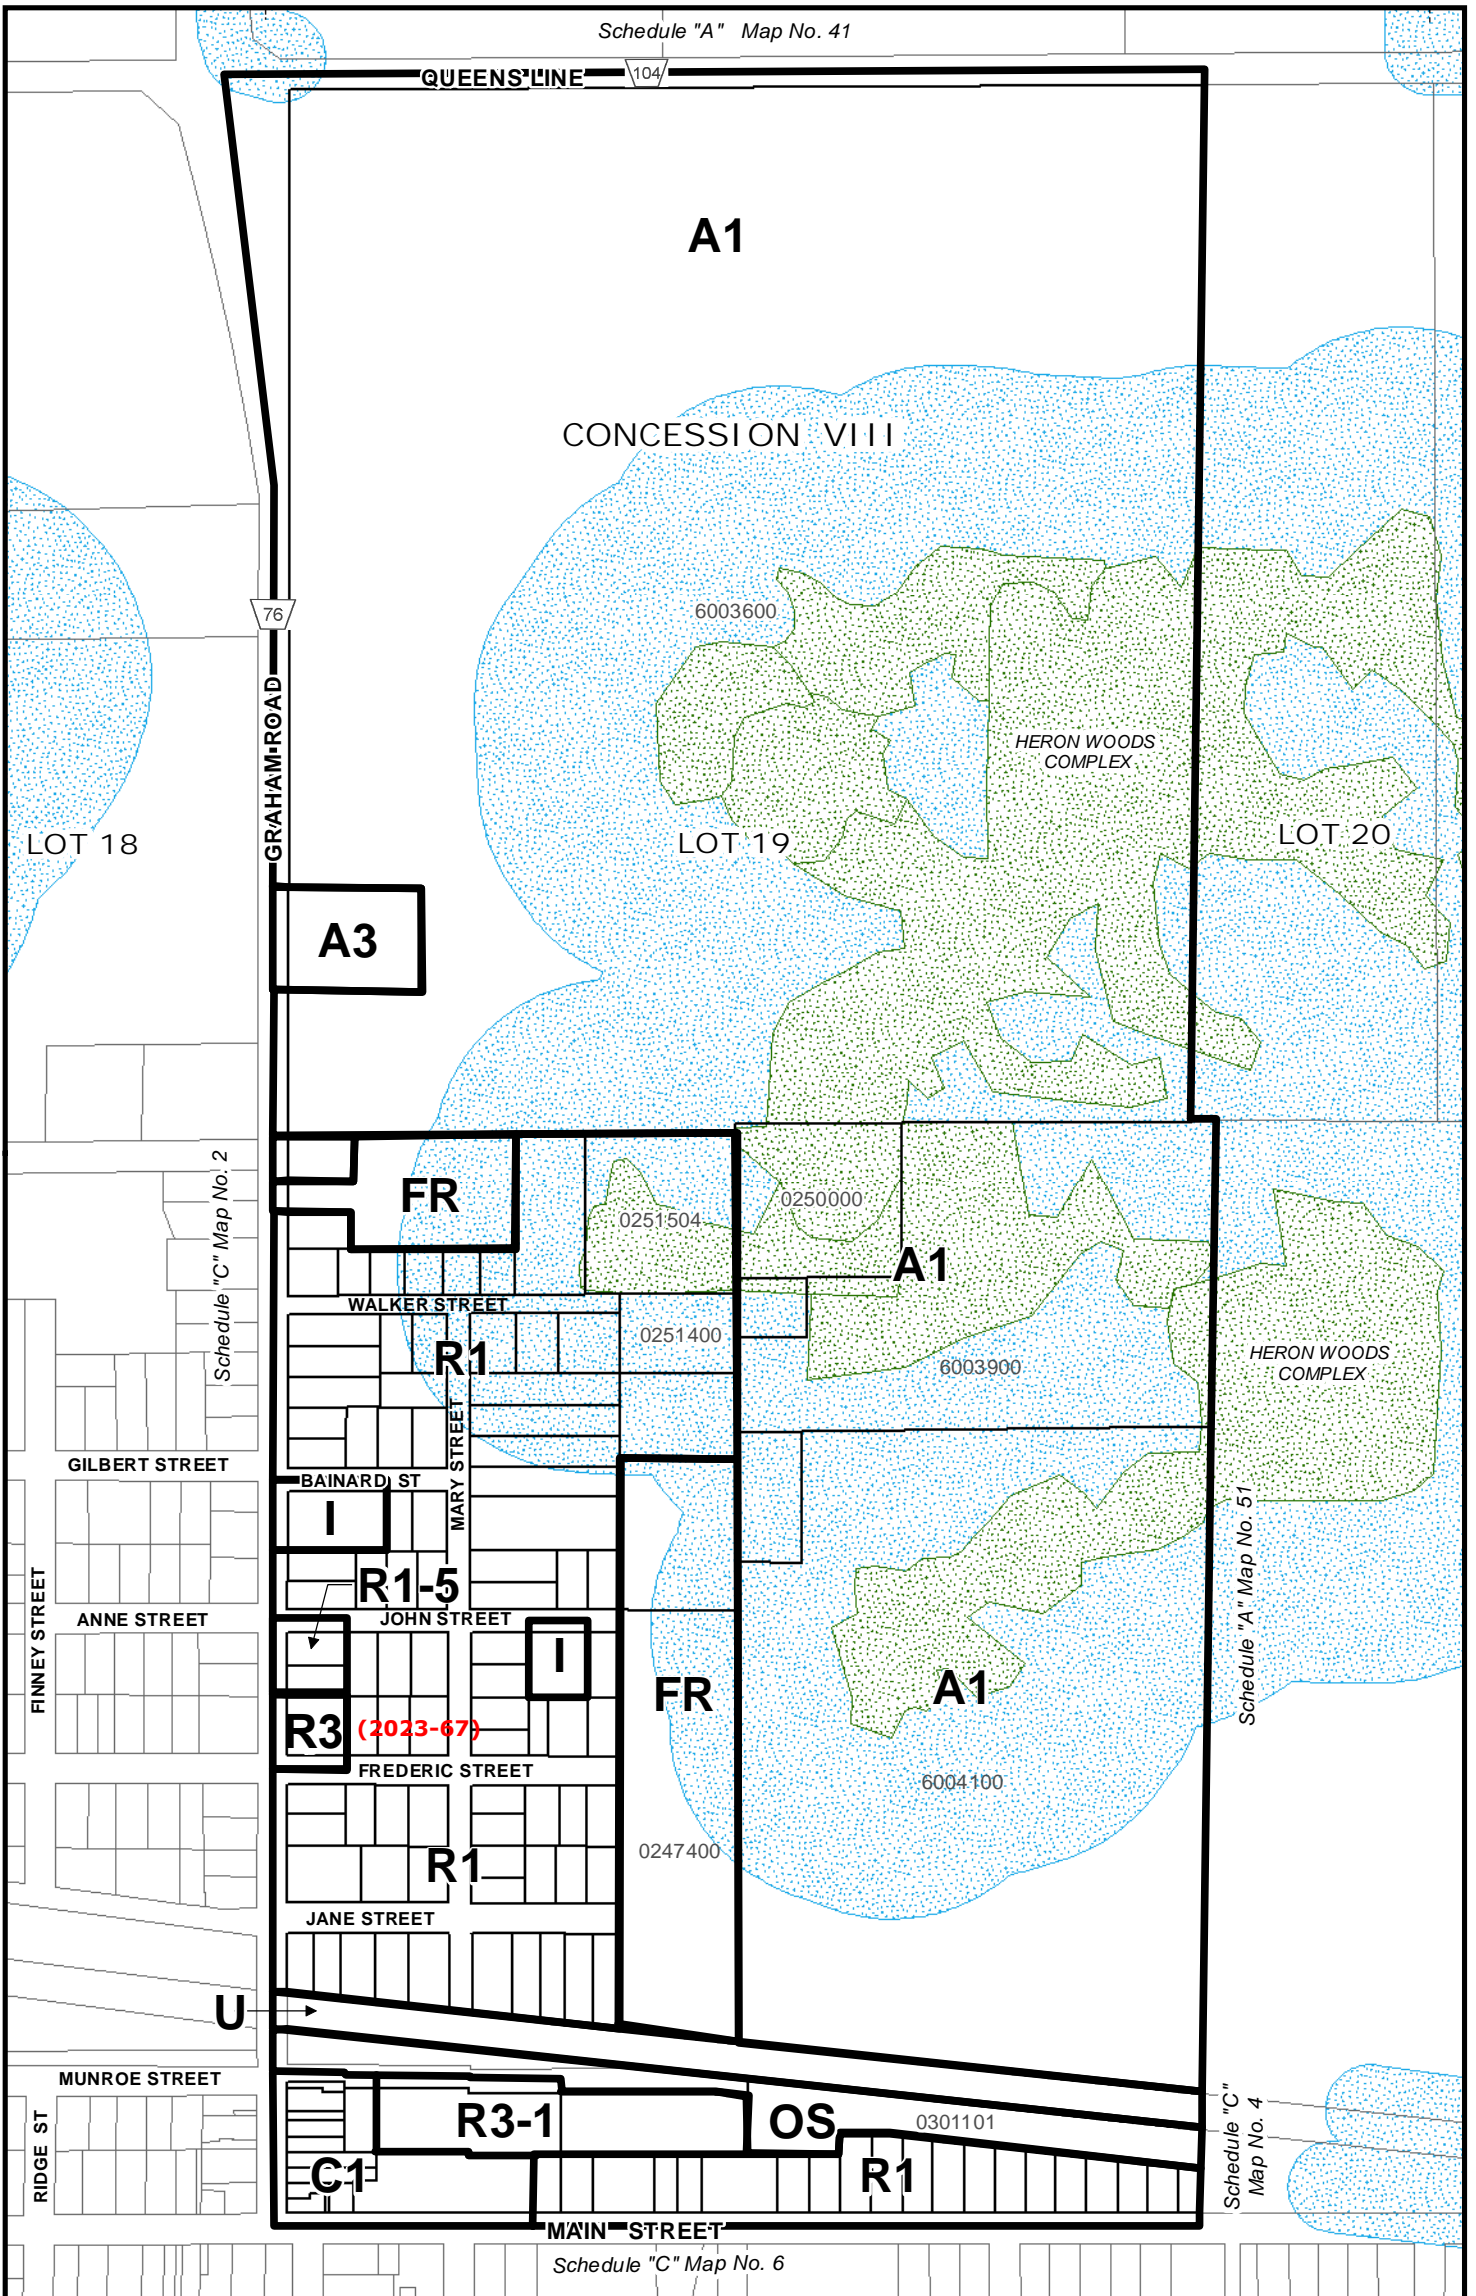 Schedule "A" Map No. 41
QUEENS LINE
104
A1
CONCESSION VIII
6003600
76
GRAHAM ROAD
HERON WOODS
COMPLEX
LOT 18
LOT 19
LOT 20
A3
Schedule "C" Map No. 2
FR
0251504
0250000
A1
WALKER STREET
0251400
R1
6003900
HERON WOODS
COMPLEX
MARY STREET
GILBERT STREET
BAINARD ST
I
Schedule "A" Map No. 51
R1-5
FINNEY STREET
ANNE STREET
JOHN STREET
I
FR
A1
R3
(2023-67)
FREDERIC STREET
6004100
0247400
R1
JANE STREET
U
MUNROE STREET
RIDGE ST
R3-1
OS
0301101
Schedule "C"
Map No. 4
C1
R1
MAIN STREET
Schedule "C" Map No. 6